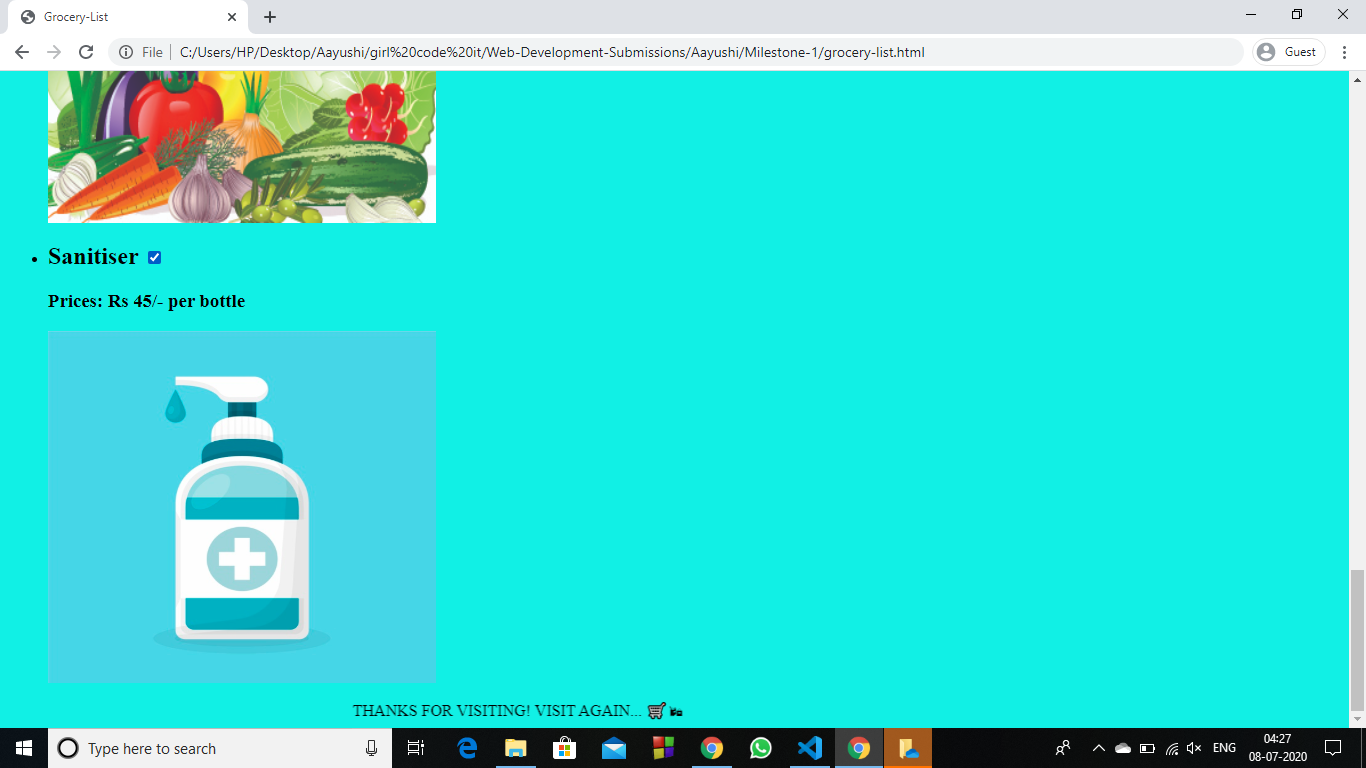 Grocery-List
File
C:/Users/HP/Desktop/Aayushi/girl%20code%20it/Web-Development-Submissions/Aayushi/Milestone-1/grocery-list.html
Guest
Sanitiser
Prices: Rs 45/- per bottle
THANKS FOR VISITING! VISIT AGAIN...
Type here to search
ENG
04:27
08-07-2020